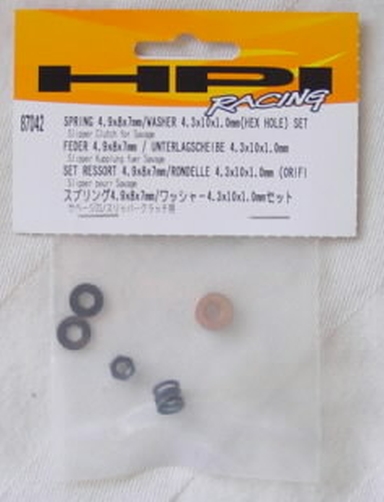 HPI
RACING
87042
SPRING 4.9x8x7mm/WASHER 4.3x10x1.0mm(HEX HOLE) SET
Slipper Clutch for Savage
FEDER 4.9x8x7mm / UNTERLAGSCHEIBE 4.3x10x1.0mm
Slipper Kupplung fuer Savage
SET RESSORT 4.9x8x7mm/RONDELLE 4.3x10x1.0mm (ORIF)
Slipper pour Savage
スプリング4.9x8x7mm/ワッシャー4.3x10x1.0mmセット